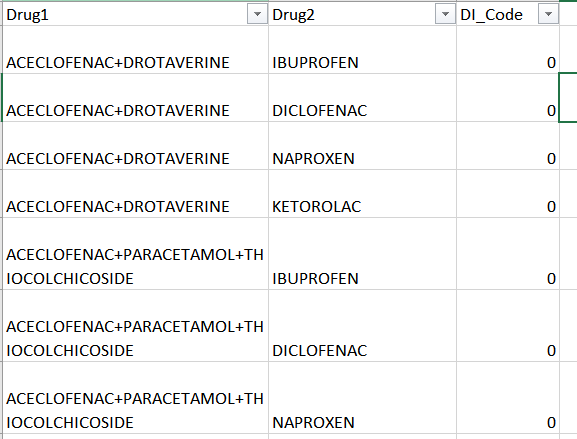 Drug1 Drug2 DI_Code
ACECLOFENAC+DROTAVERINE IBUPROFEN 0
ACECLOFENAC+DROTAVERINE DICLOFENAC 0
ACECLOFENAC+DROTAVERINE NAPROXEN 0
ACECLOFENAC+DROTAVERINE KETOROLAC 0
ACECLOFENAC+PARACETAMOL+TH
IOCOLCHICOSIDE IBUPROFEN 0
ACECLOFENAC+PARACETAMOL+TH
IOCOLCHICOSIDE DICLOFENAC 0
ACECLOFENAC+PARACETAMOL+TH
IOCOLCHICOSIDE NAPROXEN 0